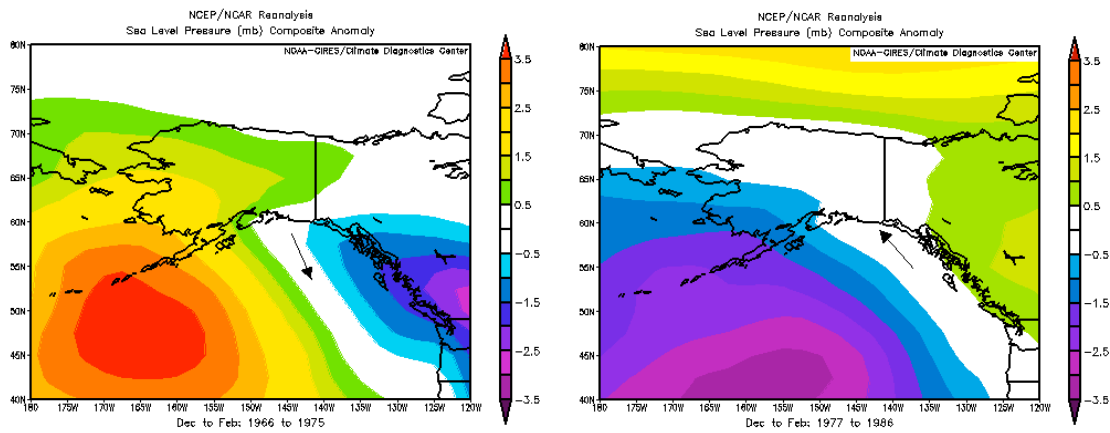 NCEP/NCAR Reanalysis
Sea Level Pressure (mb) Composite Anomaly
NOAA-CIRES/Climate Diagnostics Center
80N
75N
70N
65N
60N
55N
50N
45N
40N
180 175W 170W 165W 160W 155W 150W 145W 140W 135W 130W 125W 120W
Dec to Feb: 1966 to 1975
3.5
2.5
1.5
0.5
-0.5
-1.5
-2.5
-3.5
NCEP/NCAR Reanalysis
Sea Level Pressure (mb) Composite Anomaly
NOAA-CIRES/Climate Diagnostics Center
80N
75N
70N
65N
60N
55N
50N
45N
40N
180 175W 170W 165W 160W 155W 150W 145W 140W 135W 130W 125W 120W
Dec to Feb: 1977 to 1986
3.5
2.5
1.5
0.5
-0.5
-1.5
-2.5
-3.5